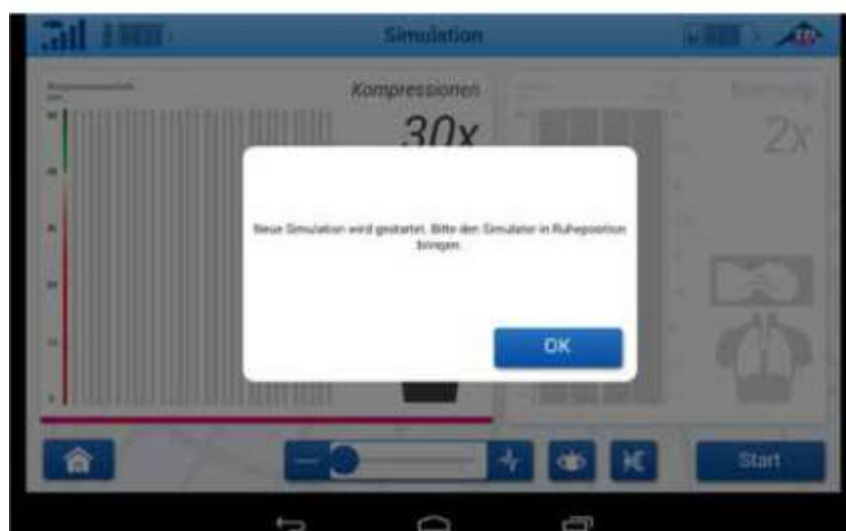 Simulation
Kompressionen
30x
2x
Neue Simulation wird gestartet. Bitte den Simulator in Ruheposition
bringen.
OK
Start